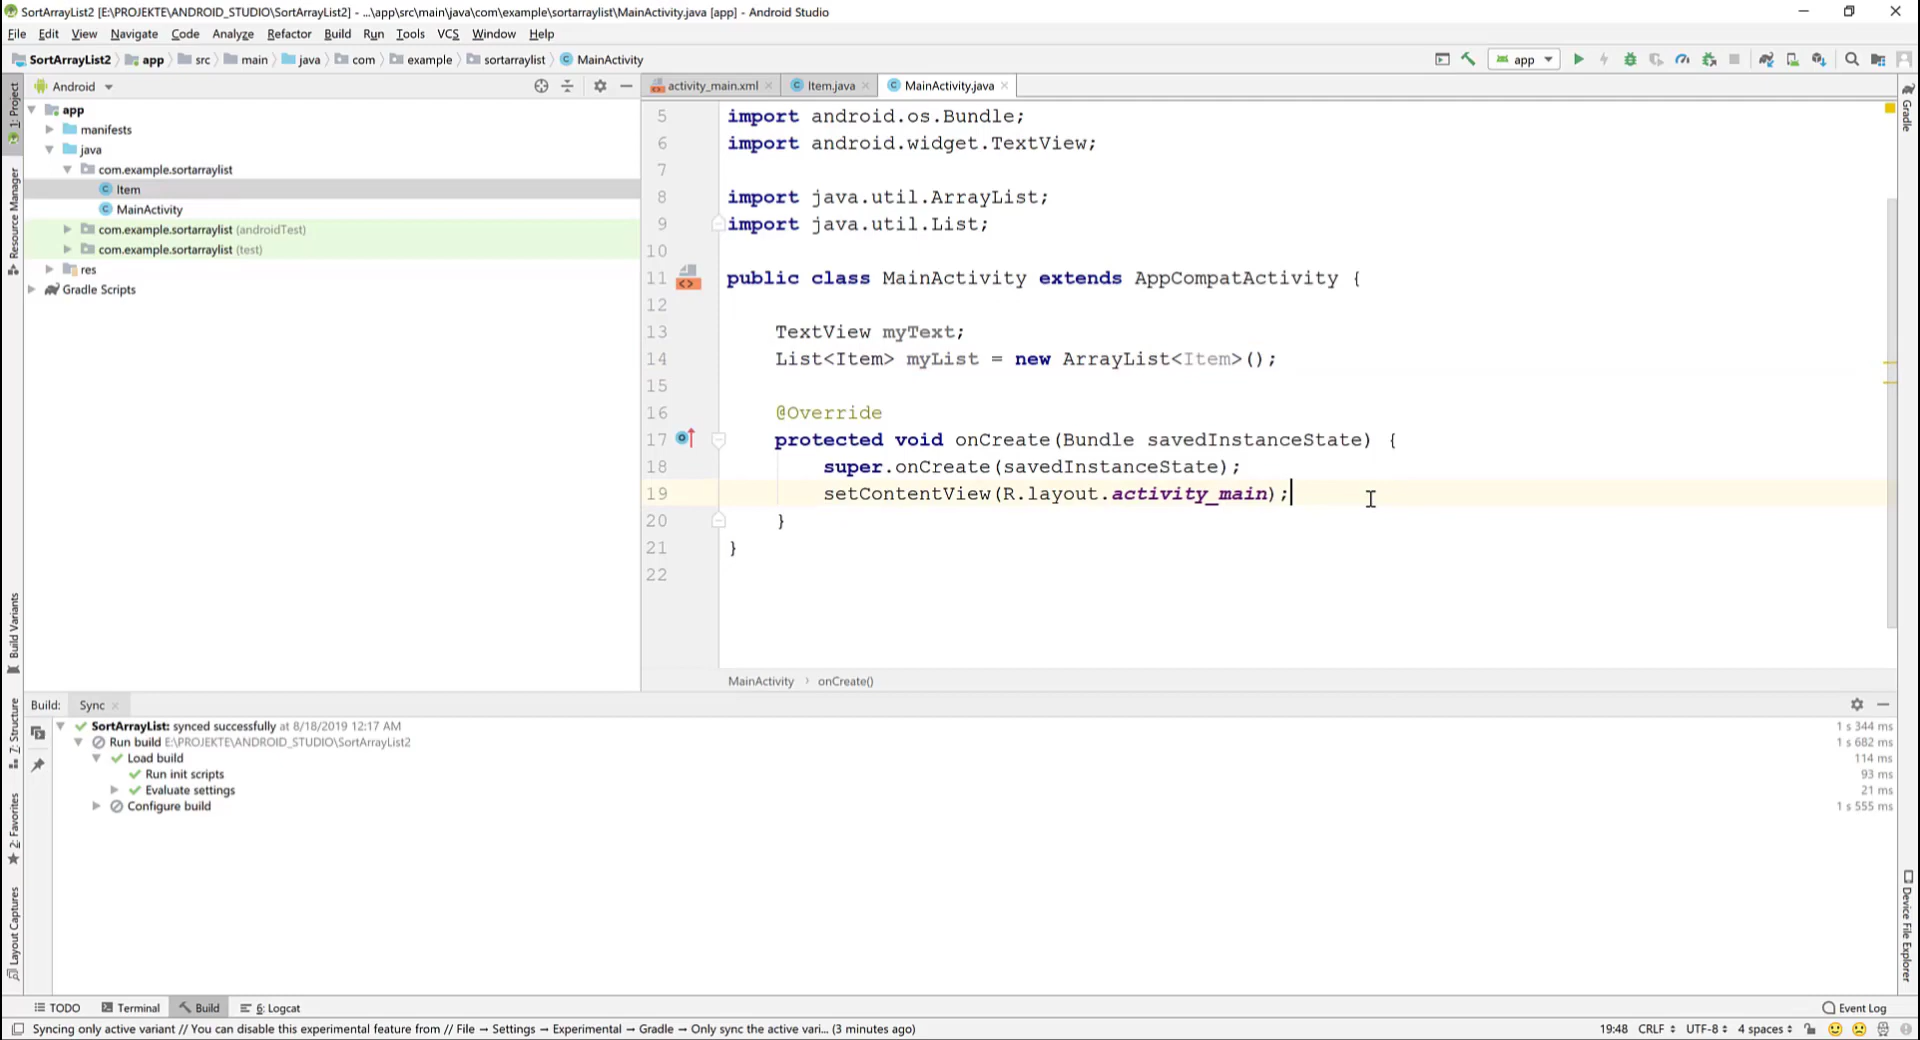 SortArrayList2 [E:\PROJEKTE\ANDROID_STUDIO\SortArrayList2] - ...\app\src\main\java\com\example\sortarraylist\MainActivity.java [app] - Android Studio
File Edit View Navigate Code Analyze Refactor Build Run Tools VCS Window Help
SortArrayList2 app src main java com example sortarraylist MainActivity
app
Android
activity_main.xml Item.java MainActivity.java
1: Project
Resource Manager
Build Variants
7: Structure
2: Favorites
Layout Captures
app
manifests
java
com.example.sortarraylist
Item
MainActivity
com.example.sortarraylist (androidTest)
com.example.sortarraylist (test)
res
Gradle Scripts
5 import android.os.Bundle;
6 import android.widget.TextView;
7
8 import java.util.ArrayList;
9 import java.util.List;
10
11 public class MainActivity extends AppCompatActivity {
12
13 TextView myText;
14 List<Item> myList = new ArrayList<Item>();
15
16 @Override
17 protected void onCreate(Bundle savedInstanceState) {
18 super.onCreate(savedInstanceState);
19 setContentView(R.layout.activity_main);
20 }
21 }
22
MainActivity › onCreate()
Gradle
Device File Explorer
Build: Sync
SortArrayList: synced successfully at 8/18/2019 12:17 AM 1 s 344 ms
Run build E:\PROJEKTE\ANDROID_STUDIO\SortArrayList2 1 s 682 ms
Load build 114 ms
Run init scripts 93 ms
Evaluate settings 21 ms
Configure build 1 s 555 ms
TODO Terminal Build 6: Logcat Event Log
Syncing only active variant // You can disable this experimental feature from // File → Settings → Experimental → Gradle → Only sync the active vari... (3 minutes ago) 19:48 CRLF UTF-8 4 spaces